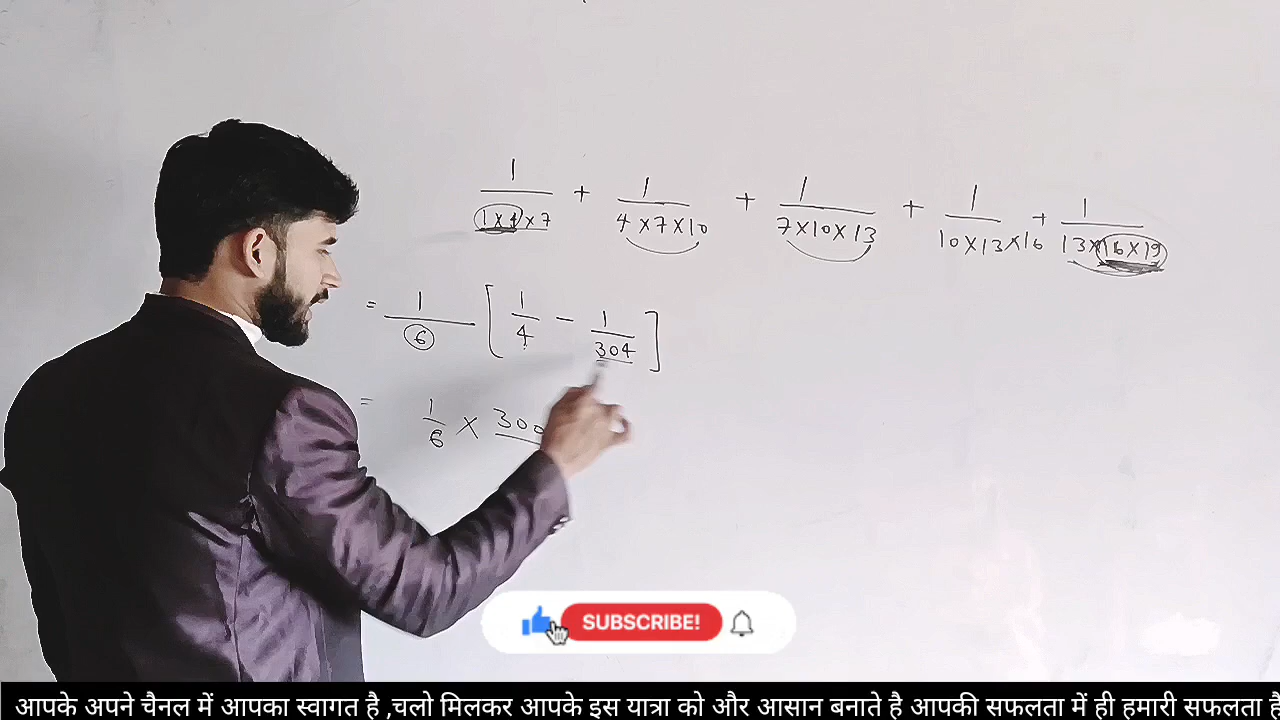 1/(1×4×7) + 1/(4×7×10) + 1/(7×10×13) + 1/(10×13×16) + 1/(13×16×19)
= 1/6 [1/4 − 1/304]
= 1/6 × 300
SUBSCRIBE!
आपके अपने चैनल में आपका स्वागत है ,चलो मिलकर आपके इस यात्रा को और आसान बनाते है आपकी सफलता में ही हमारी सफलता है